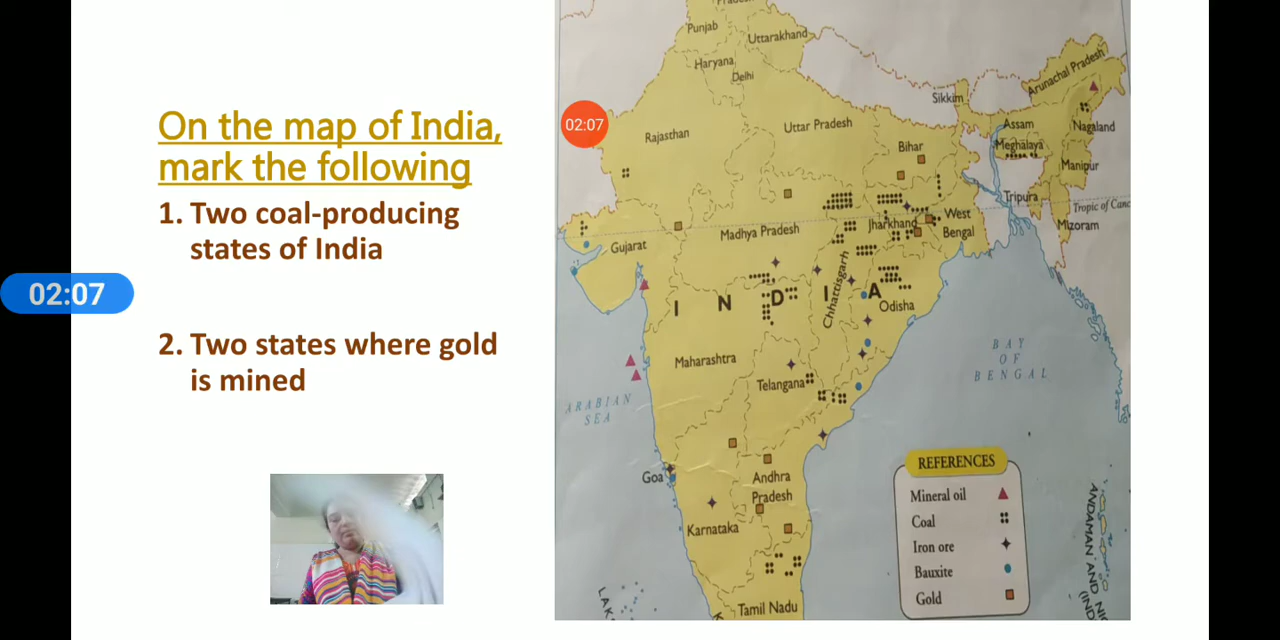 On the map of India,
mark the following
1. Two coal-producing
states of India
2. Two states where gold
is mined
02:07
02:07
Punjab
Uttarakhand
Haryana
Delhi
Arunachal Pradesh
Sikkim
Rajasthan
Uttar Pradesh
Bihar
Assam
Nagaland
Meghalaya
Manipur
Tripura
Tropic of Canc
Mizoram
Gujarat
Madhya Pradesh
Jharkhand
West
Bengal
Chhattisgarh
INDIA
Odisha
Maharashtra
Telangana
ARABIAN
SEA
BAY
OF
BENGAL
Goa
Andhra
Pradesh
Karnataka
Tamil Nadu
LAK
ANDAMAN AND NI
(IND
REFERENCES
Mineral oil
Coal
Iron ore
Bauxite
Gold